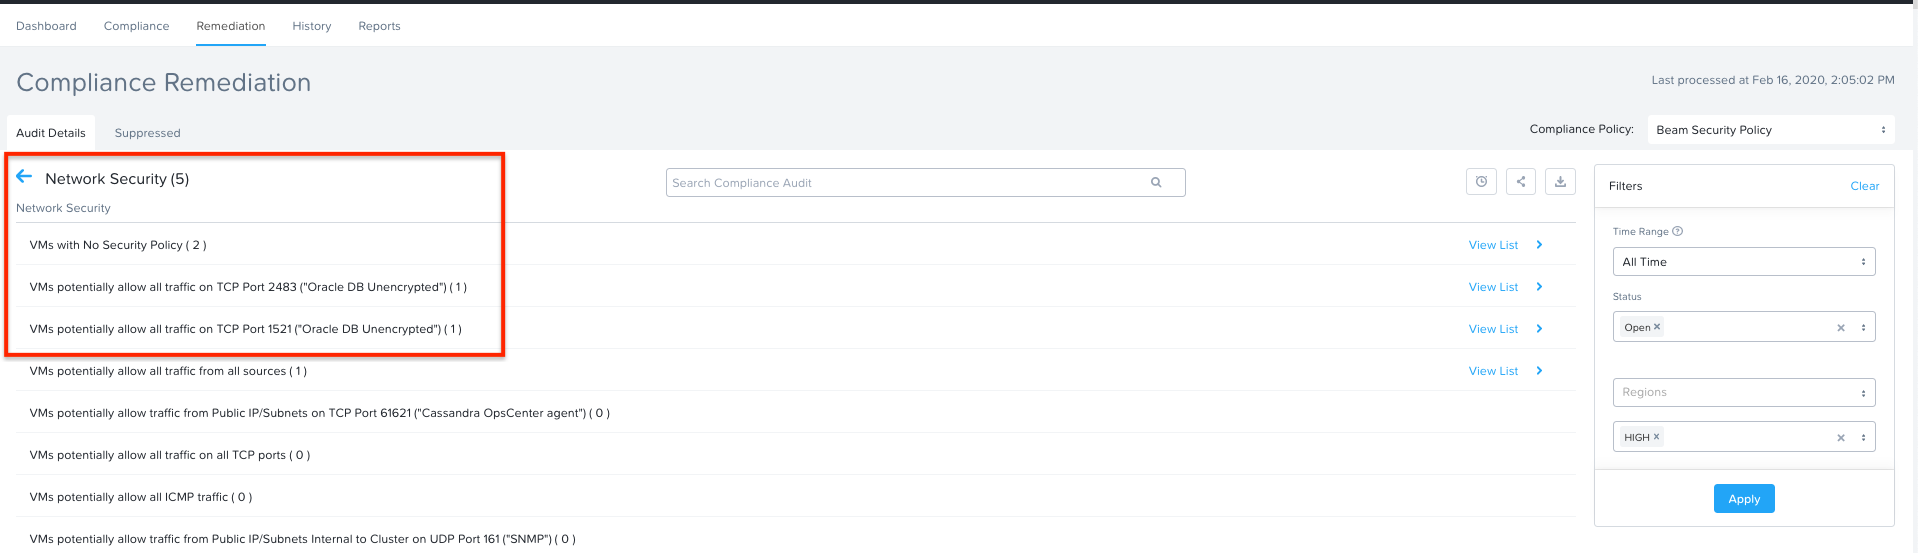 Dashboard Compliance Remediation History Reports
Compliance Remediation
Last processed at Feb 16, 2020, 2:05:02 PM
Audit Details Suppressed
Compliance Policy: Beam Security Policy
Network Security (5)
Search Compliance Audit
Network Security
VMs with No Security Policy ( 2 ) View List
VMs potentially allow all traffic on TCP Port 2483 ("Oracle DB Unencrypted") ( 1 ) View List
VMs potentially allow all traffic on TCP Port 1521 ("Oracle DB Unencrypted") ( 1 ) View List
VMs potentially allow all traffic from all sources ( 1 ) View List
VMs potentially allow traffic from Public IP/Subnets on TCP Port 61621 ("Cassandra OpsCenter agent") ( 0 )
VMs potentially allow all traffic on all TCP ports ( 0 )
VMs potentially allow all ICMP traffic ( 0 )
VMs potentially allow traffic from Public IP/Subnets Internal to Cluster on UDP Port 161 ("SNMP") ( 0 )
Filters Clear
Time Range
All Time
Status
Open
Regions
HIGH
Apply